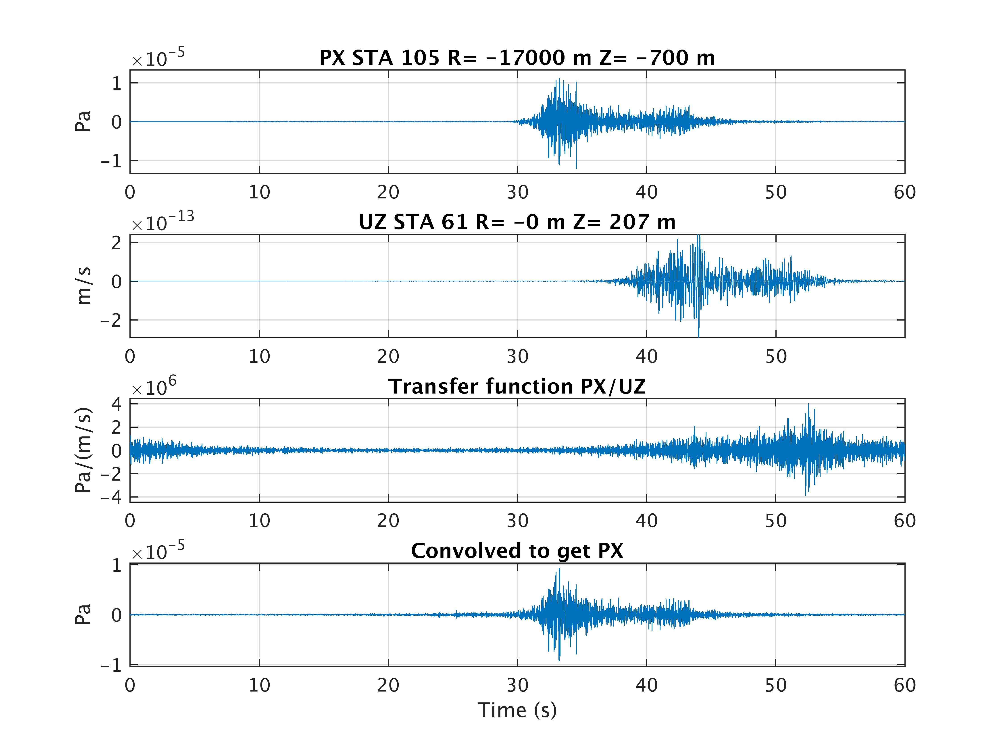 ×10⁻⁵
PX STA 105 R= −17000 m Z= −700 m
Pa
1
0
−1
0 10 20 30 40 50 60
×10⁻¹³
UZ STA 61 R= −0 m Z= 207 m
m/s
2
0
−2
0 10 20 30 40 50
×10⁶
Transfer function PX/UZ
Pa/(m/s)
4
2
0
−2
−4
0 10 20 30 40 50 60
×10⁻⁵
Convolved to get PX
Pa
1
0
−1
0 10 20 30 40 50 60
Time (s)